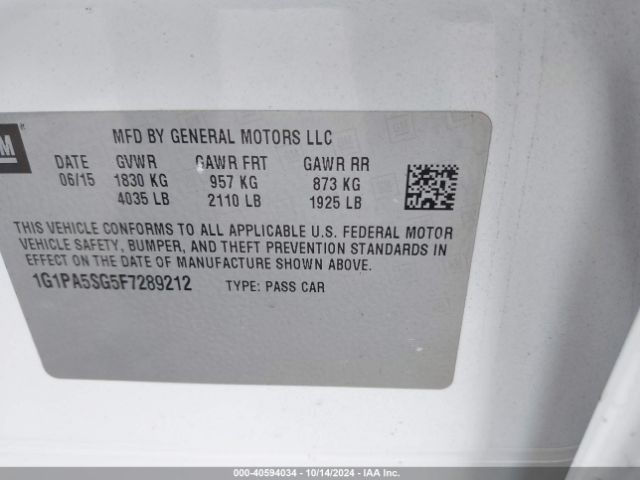 GM
MFD BY GENERAL MOTORS LLC
DATE GVWR GAWR FRT GAWR RR
06/15 1830 KG 957 KG 873 KG
4035 LB 2110 LB 1925 LB
THIS VEHICLE CONFORMS TO ALL APPLICABLE U.S. FEDERAL MOTOR
VEHICLE SAFETY, BUMPER, AND THEFT PREVENTION STANDARDS IN
EFFECT ON THE DATE OF MANUFACTURE SHOWN ABOVE.
1G1PA5SG5F7289212 TYPE: PASS CAR
000-40594034 - 10/14/2024 - IAA Inc.